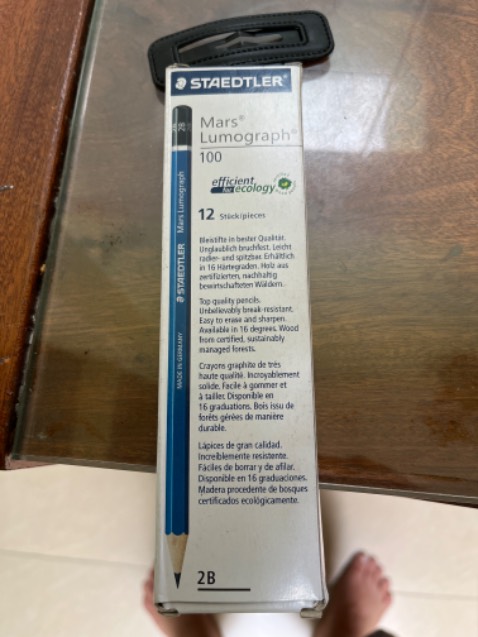 STAEDTLER®
Mars®
Lumograph®
100
efficient
for ecology
12 Stück/pieces
Bleistifte in bester Qualität.
Unglaublich bruchfest. Leicht
radier- und spitzbar. Erhältlich
in 16 Härtegraden. Holz aus
zertifizierten, nachhaltig
bewirtschafteten Wäldern.
Top quality pencils.
Unbelievably break-resistant.
Easy to erase and sharpen.
Available in 16 degrees. Wood
from certified, sustainably
managed forests.
Crayons graphite de très
haute qualité. Incroyablement
solide. Facile à gommer et
à tailler. Disponible en
16 graduations. Bois issu de
forêts gérées de manière
durable.
Lápices de gran calidad.
Increíblemente resistente.
Fáciles de borrar y de afilar.
Disponible en 16 graduaciones.
Madera procedente de bosques
certificados ecológicamente.
2B
MADE IN GERMANY STAEDTLER Mars Lumograph 2B